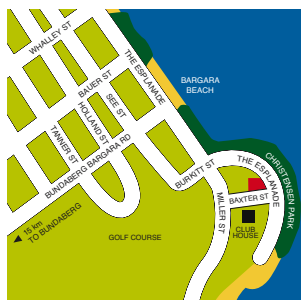 WHALLEY ST
THE ESPLANADE
BARGARA
BEACH
BAUER ST
SEE ST
HOLLAND ST
TANNER ST
BUNDABERG BARGARA RD
BURKITT ST
THE ESPLANADE
CHRISTENSEN PARK
BAXTER ST
MILLER ST
CLUB
HOUSE
15 km
TO BUNDABERG
GOLF COURSE